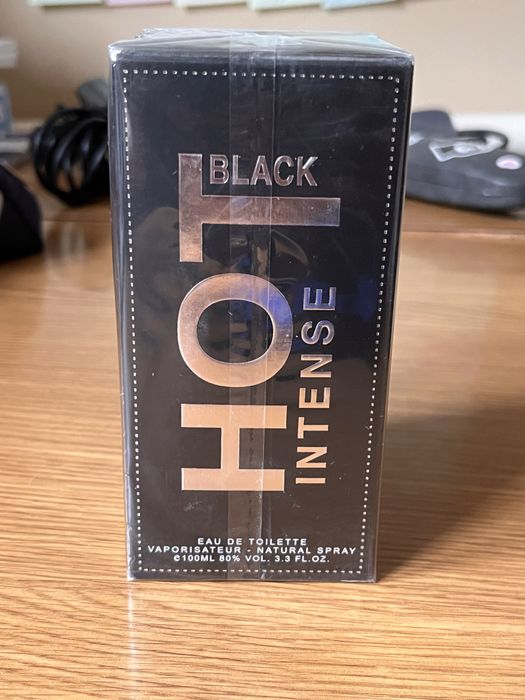 BLACK
HOT
INTENSE
EAU DE TOILETTE
VAPORISATEUR - NATURAL SPRAY
℮100ML 80% VOL. 3.3 FL.OZ.